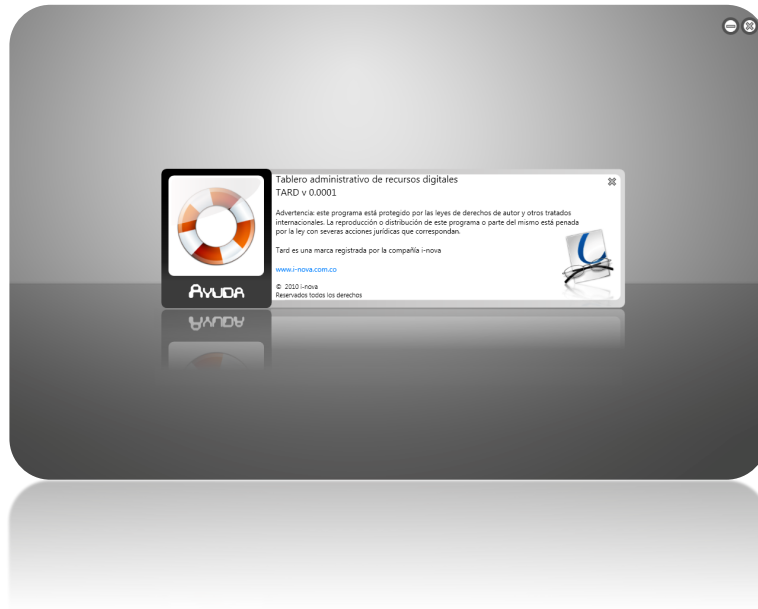 Tablero administrativo de recursos digitales
TARD v 0.0001
Advertencia: este programa está protegido por las leyes de derechos de autor y otros tratados
internacionales. La reproducción o distribución de este programa o parte del mismo está penada
por la ley con severas acciones jurídicas que correspondan.
Tard es una marca registrada por la compañía i-nova
www.i-nova.com.co
© 2010 i-nova
Reservados todos los derechos
Ayuda